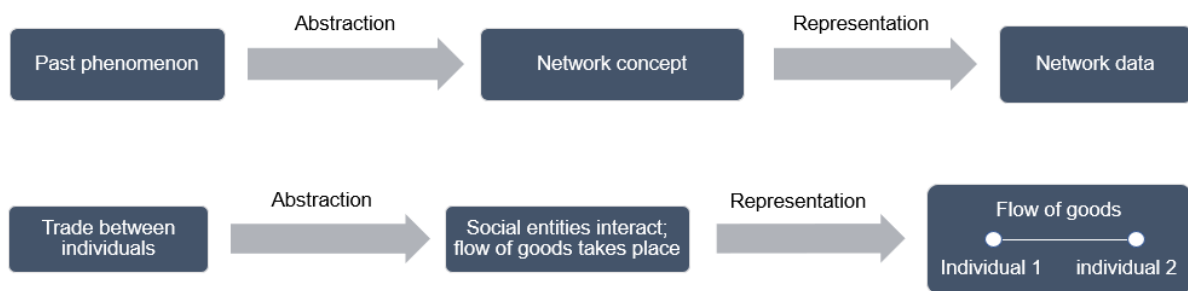 Abstraction
Representation
Past phenomenon
Network concept
Network data
Abstraction
Representation
Trade between
individuals
Social entities interact;
flow of goods takes place
Flow of goods
Individual 1
individual 2